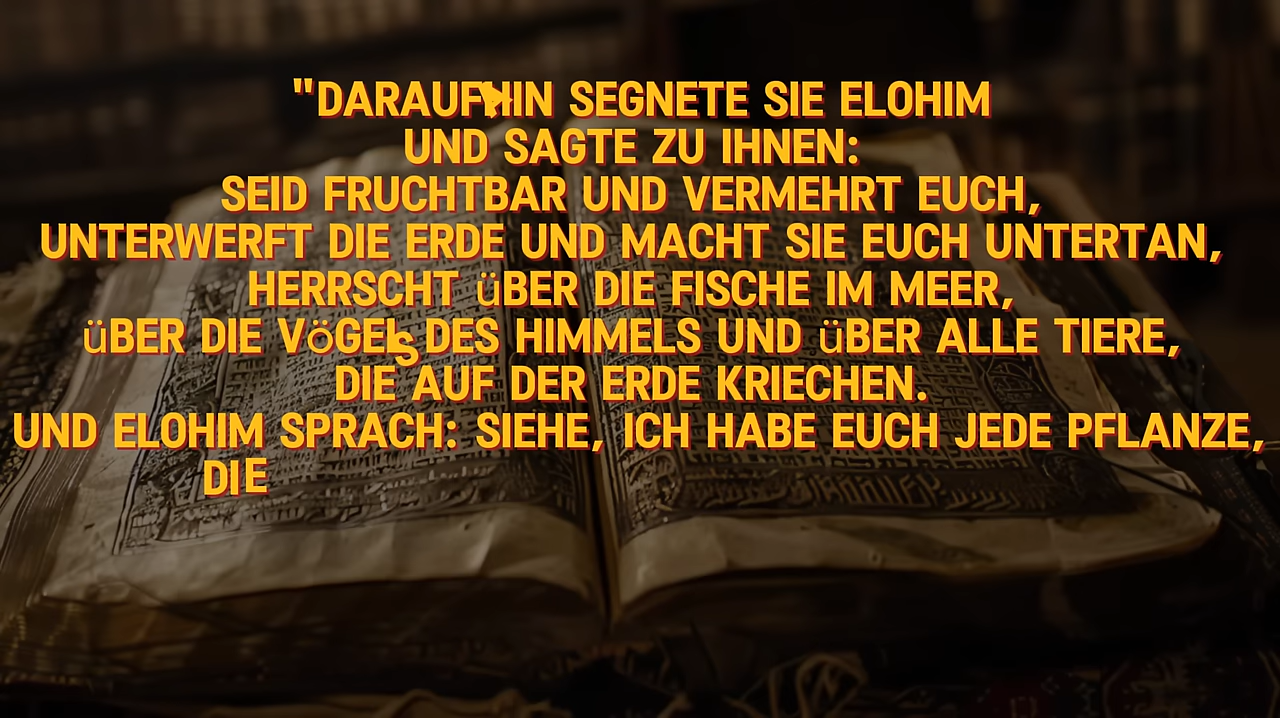 "DARAUFHIN SEGNETE SIE ELOHIM
UND SAGTE ZU IHNEN:
SEID FRUCHTBAR UND VERMEHRT EUCH,
UNTERWERFT DIE ERDE UND MACHT SIE EUCH UNTERTAN,
HERRSCHT üBER DIE FISCHE IM MEER,
üBER DIE VöGEL DES HIMMELS UND üBER ALLE TIERE,
DIE AUF DER ERDE KRIECHEN.
UND ELOHIM SPRACH: SIEHE, ICH HABE EUCH JEDE PFLANZE,
DIE